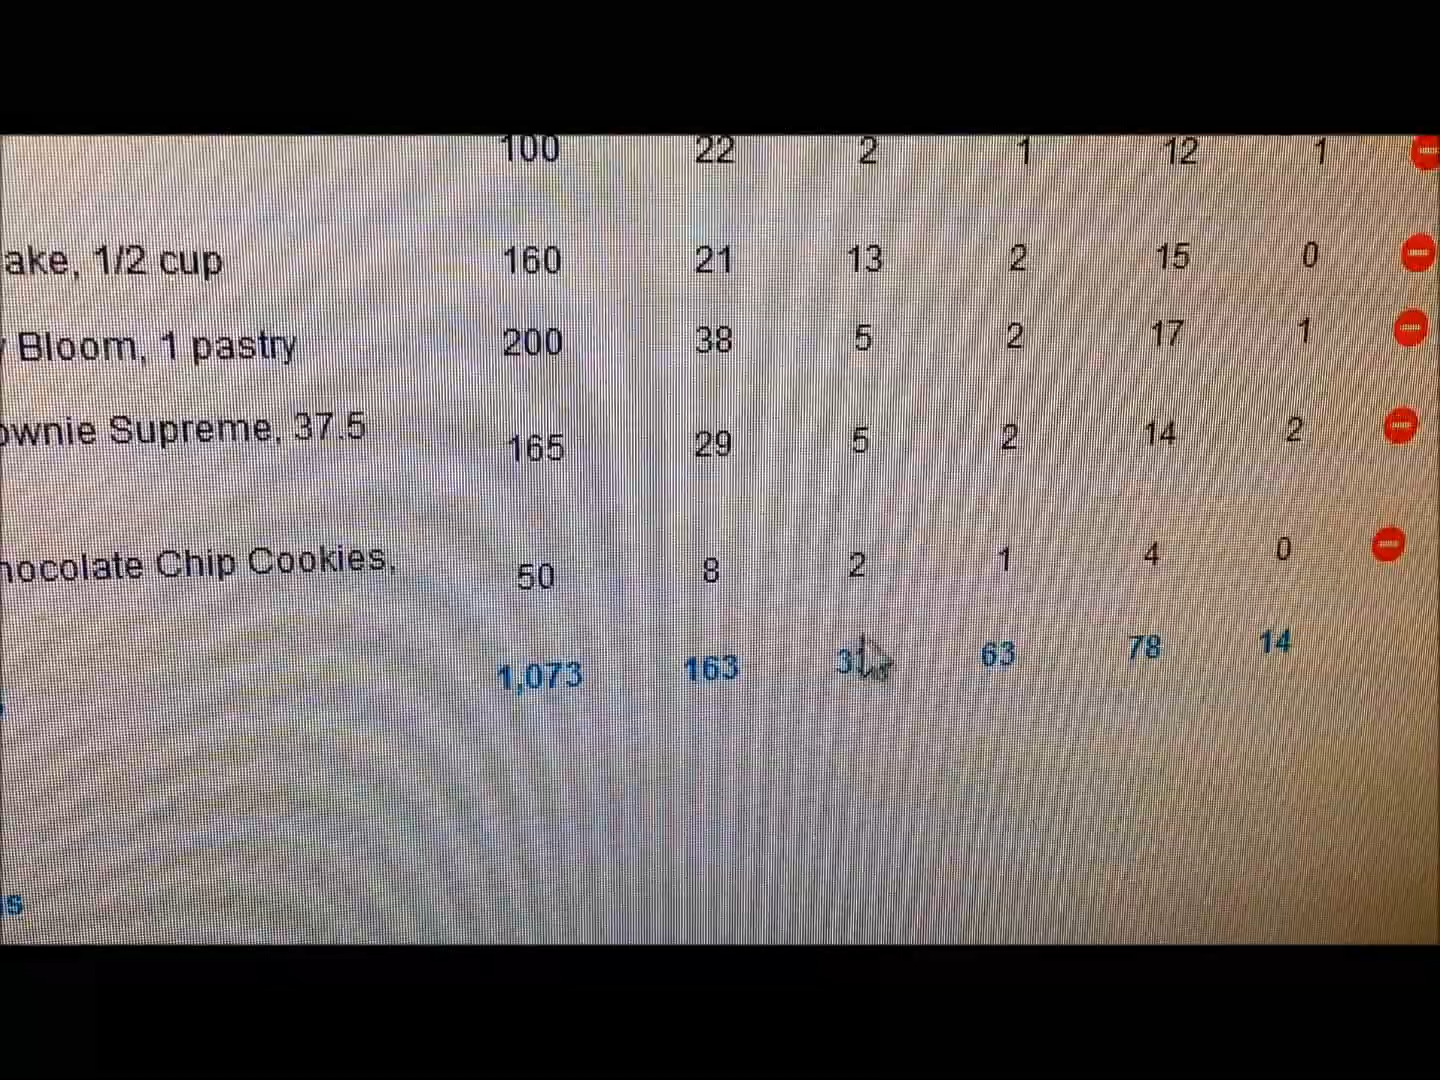 100 22 2 1 12 1
ake, 1/2 cup 160 21 13 2 15 0
Bloom, 1 pastry 200 38 5 2 17 1
ownie Supreme, 37.5 165 29 5 2 14 2
hocolate Chip Cookies, 50 8 2 1 4 0
1,073 163 63 78 14
s